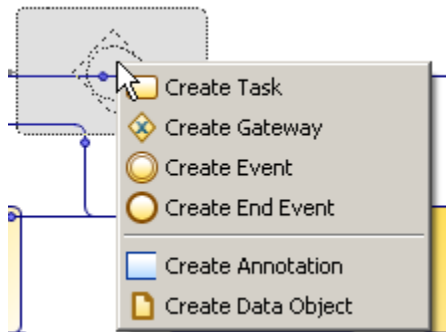 Create Task
Create Gateway
Create Event
Create End Event
Create Annotation
Create Data Object